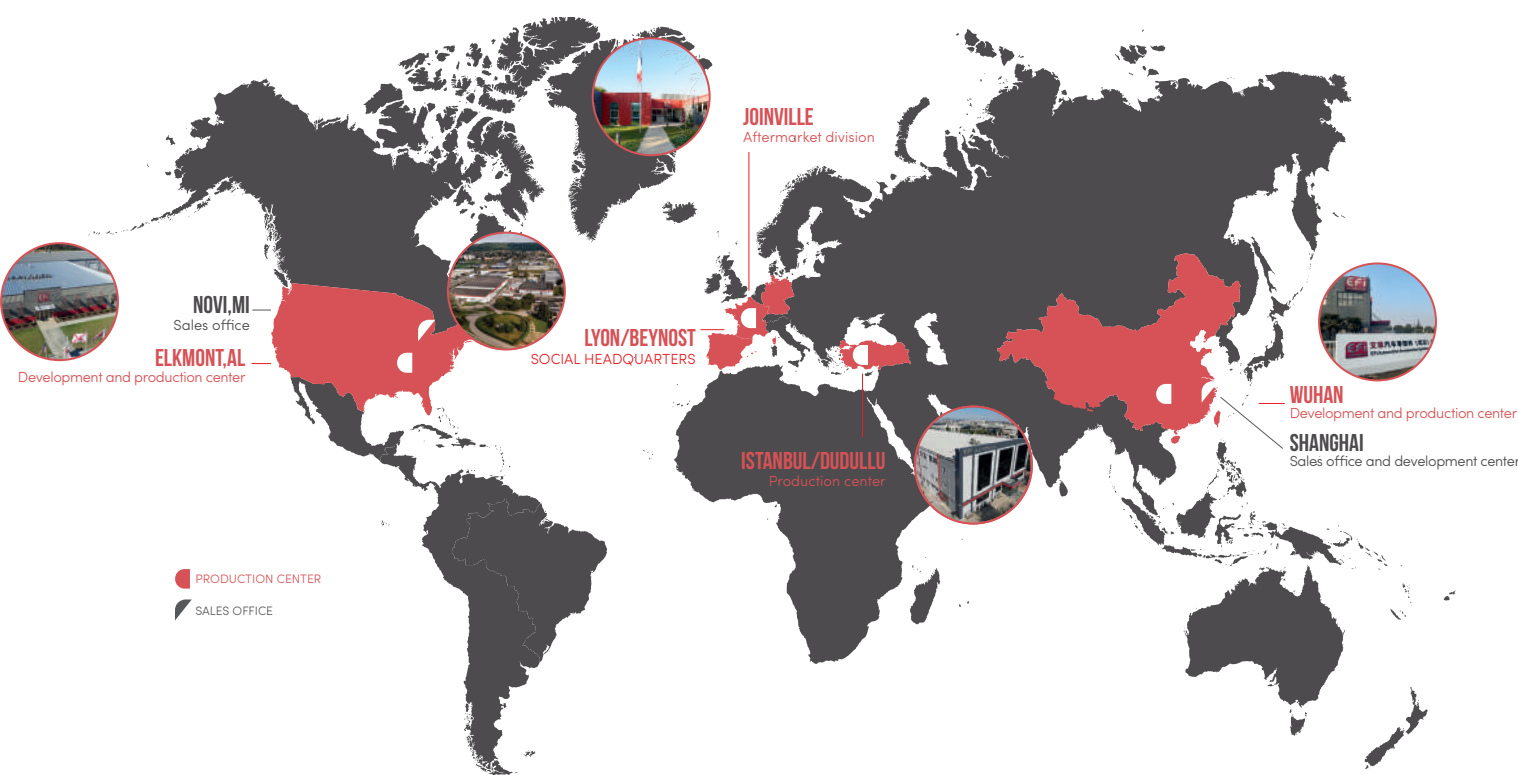 JOINVILLE
Aftermarket division
NOVI,MI
Sales office
ELKMONT,AL
Development and production center
LYON/BEYNOST
SOCIAL HEADQUARTERS
EFI
WUHAN
Development and production center
SHANGHAI
Sales office and development center
ISTANBUL/DUDULLU
Production center
PRODUCTION CENTER
SALES OFFICE